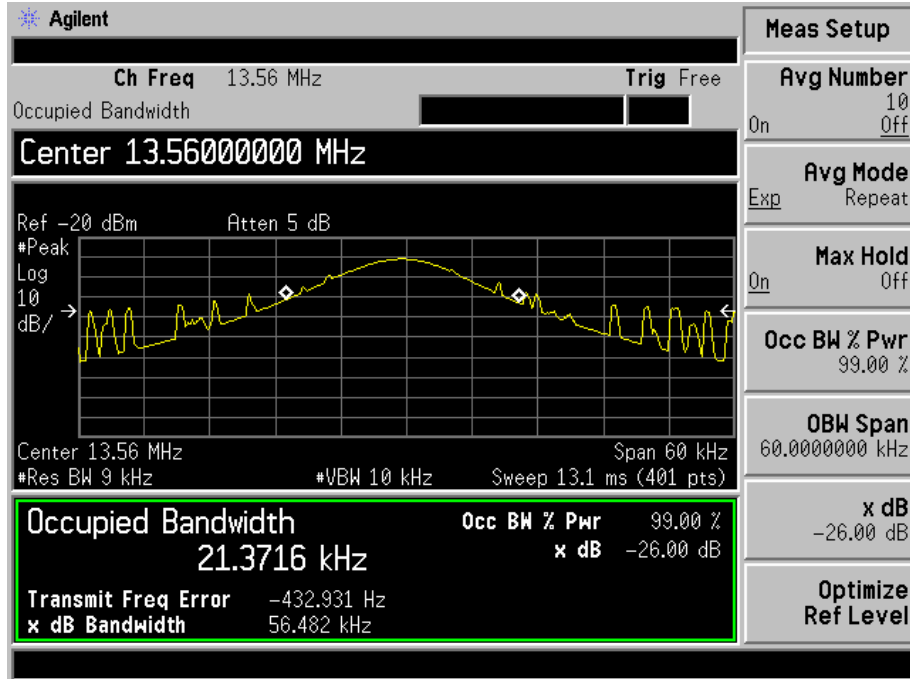 Agilent
Meas Setup
Ch Freq 13.56 MHz Trig Free
Occupied Bandwidth
Center 13.56000000 MHz
Ref -20 dBm Atten 5 dB
#Peak
Log
10
dB/
Center 13.56 MHz Span 60 kHz
#Res BW 9 kHz #VBW 10 kHz Sweep 13.1 ms (401 pts)
Occupied Bandwidth
21.3716 kHz
Occ BW % Pwr 99.00 %
x dB -26.00 dB
Transmit Freq Error -432.931 Hz
x dB Bandwidth 56.482 kHz
Avg Number
10
On Off
Avg Mode
Exp Repeat
Max Hold
On Off
Occ BW % Pwr
99.00 %
OBW Span
60.0000000 kHz
x dB
-26.00 dB
Optimize
Ref Level